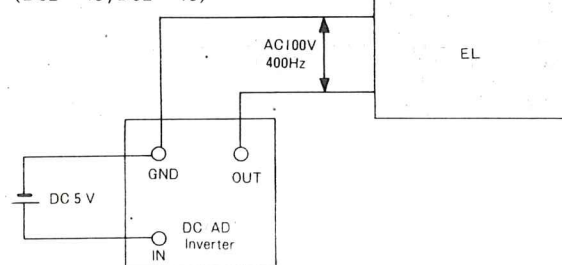 AC100V
400Hz
EL
GND
OUT
DC 5 V
DC AD
Inverter
IN